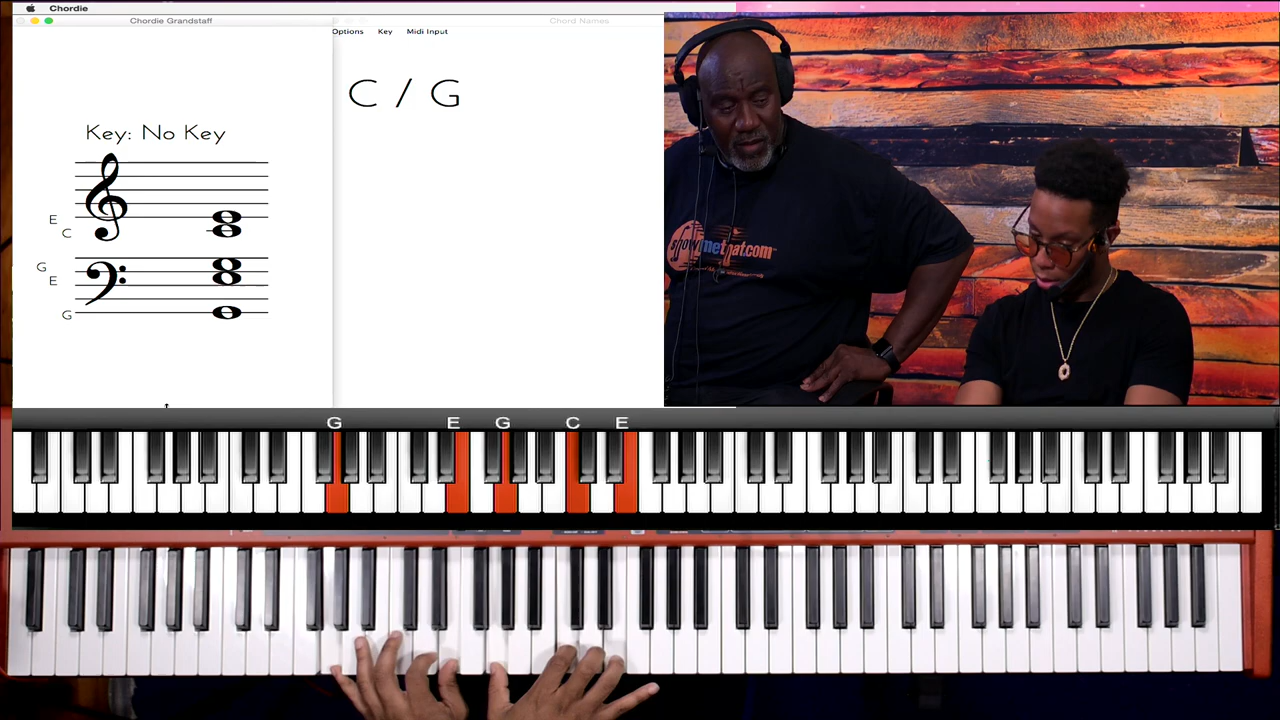 Chordie
Chordie Grandstaff
Chord Names
Options Key Midi Input
C / G
Key: No Key
E
C
G
E
G
showmethat.com
G E G C E